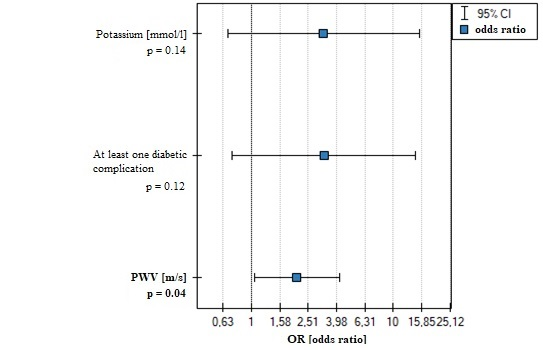 95% CI
odds ratio
Potassium [mmol/l]
p = 0.14
At least one diabetic
complication
p = 0.12
PWV [m/s]
p = 0.04
0,63 1 1,58 2,51 3,98 6,31 10 15,85 25,12
OR [odds ratio]